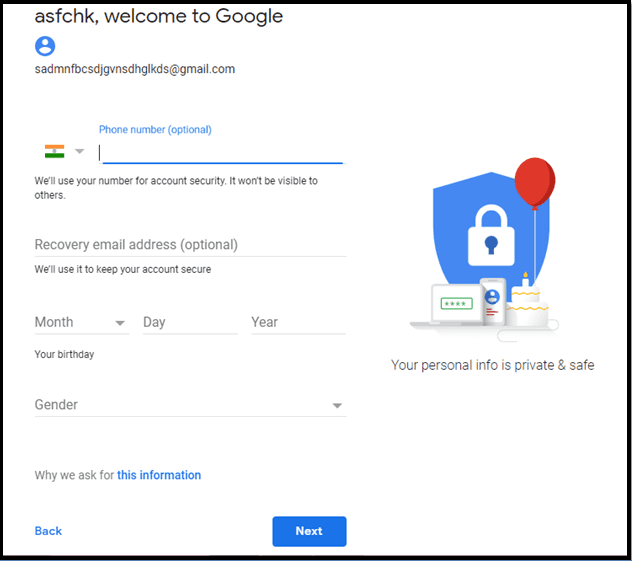 asfchk, welcome to Google
sadmnfbcsdjgvnsdhglkds@gmail.com
Phone number (optional)
We'll use your number for account security. It won't be visible to
others.
Recovery email address (optional)
We'll use it to keep your account secure
Month Day Year
Your birthday
Gender
Why we ask for this information
Back Next
****
Your personal info is private & safe